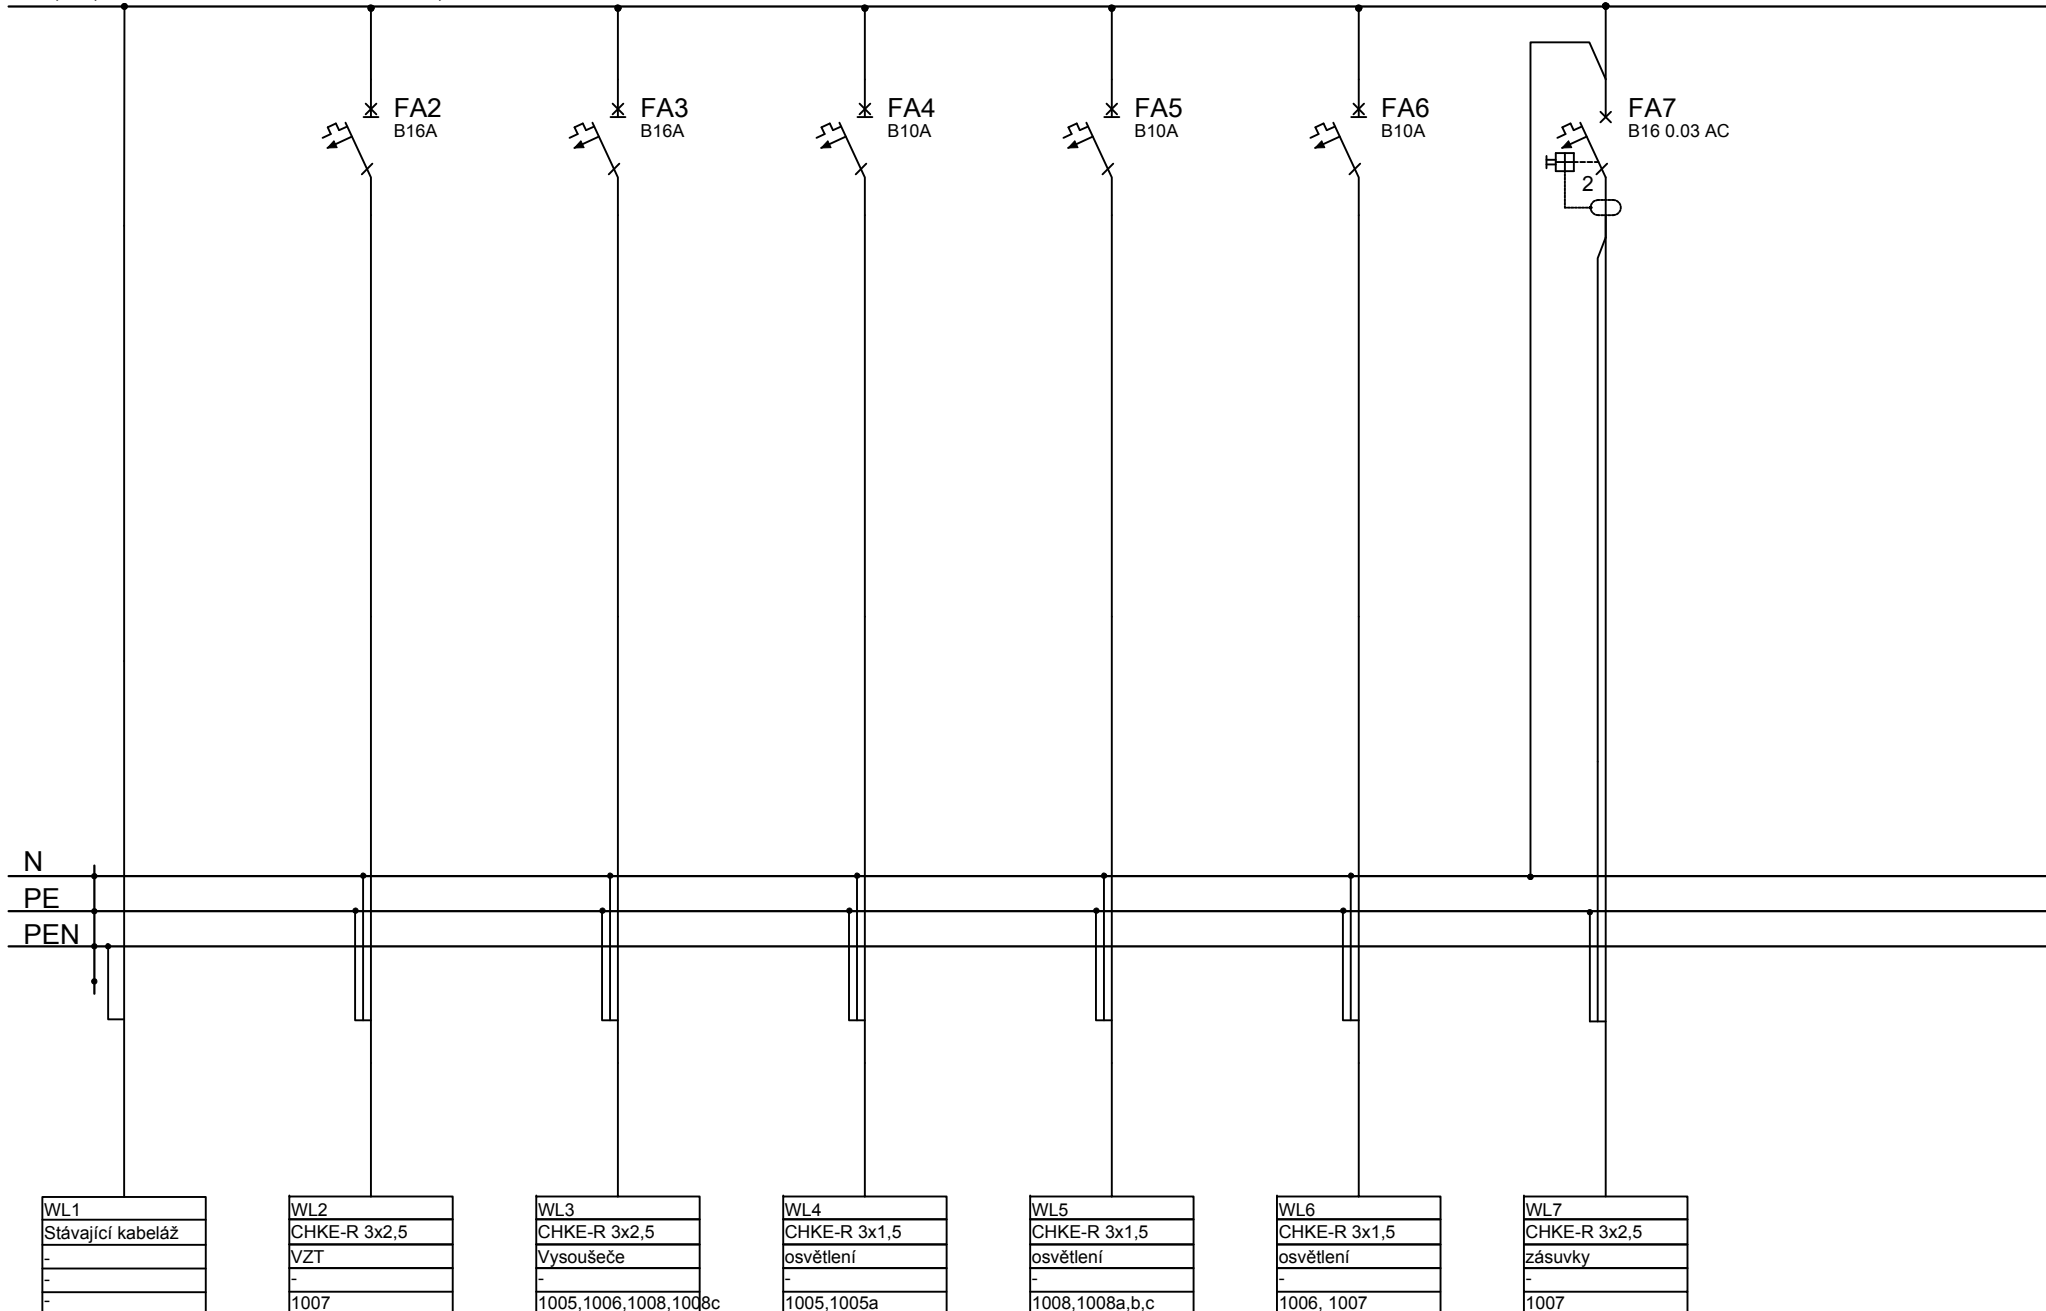 FA2
B16A
FA3
B16A
FA4
B10A
FA5
B10A
FA6
B10A
FA7
B16 0.03 AC
2
N
PE
PEN
WL1
Stávající kabeláž
-
-
-
WL2
CHKE-R 3x2,5
VZT
-
1007
WL3
CHKE-R 3x2,5
Vysoušeče
-
1005,1006,1008,1008c
WL4
CHKE-R 3x1,5
osvětlení
-
1005,1005a
WL5
CHKE-R 3x1,5
osvětlení
-
1008,1008a,b,c
WL6
CHKE-R 3x1,5
osvětlení
-
1006, 1007
WL7
CHKE-R 3x2,5
zásuvky
-
1007